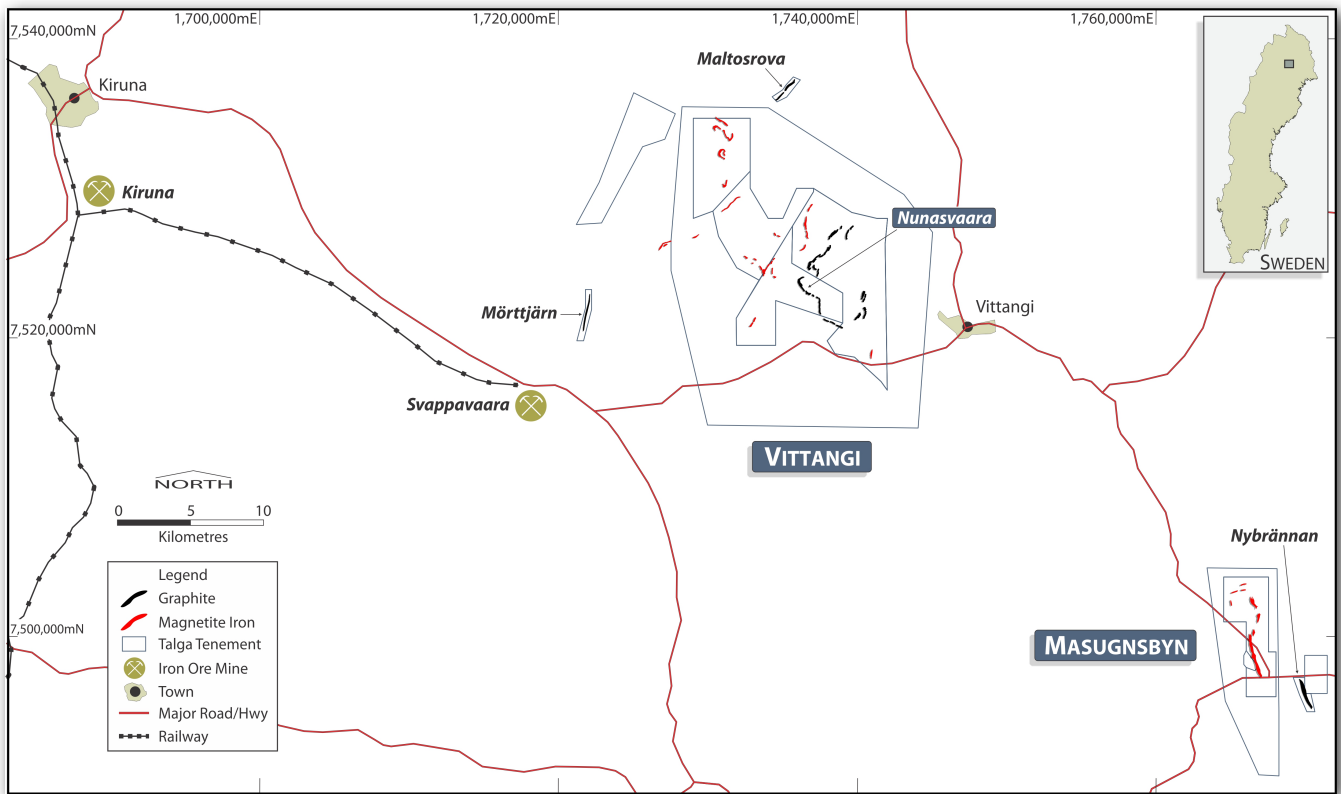 1,700,000mE
1,720,000mE
1,740,000mE
1,760,000mE
7,540,000mN
Maltosrova
Kiruna
Kiruna
Nunasvaara
SWEDEN
Mörttjärn
Vittangi
7,520,000mN
Svappavaara
VITTANGI
NORTH
0 5 10
Kilometres
Nybrännan
Legend
Graphite
Magnetite Iron
Talga Tenement
Iron Ore Mine
Town
Major Road/Hwy
Railway
7,500,000mN
MASUGNSBYN